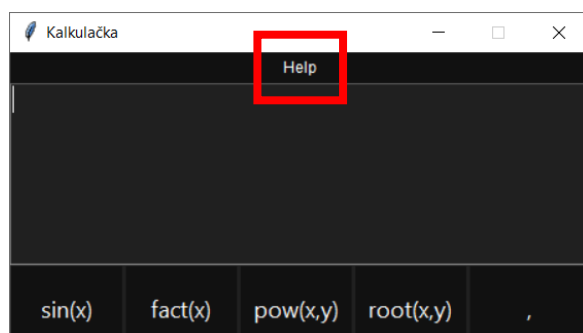 Kalkulačka
Help
sin(x) fact(x) pow(x,y) root(x,y) ,